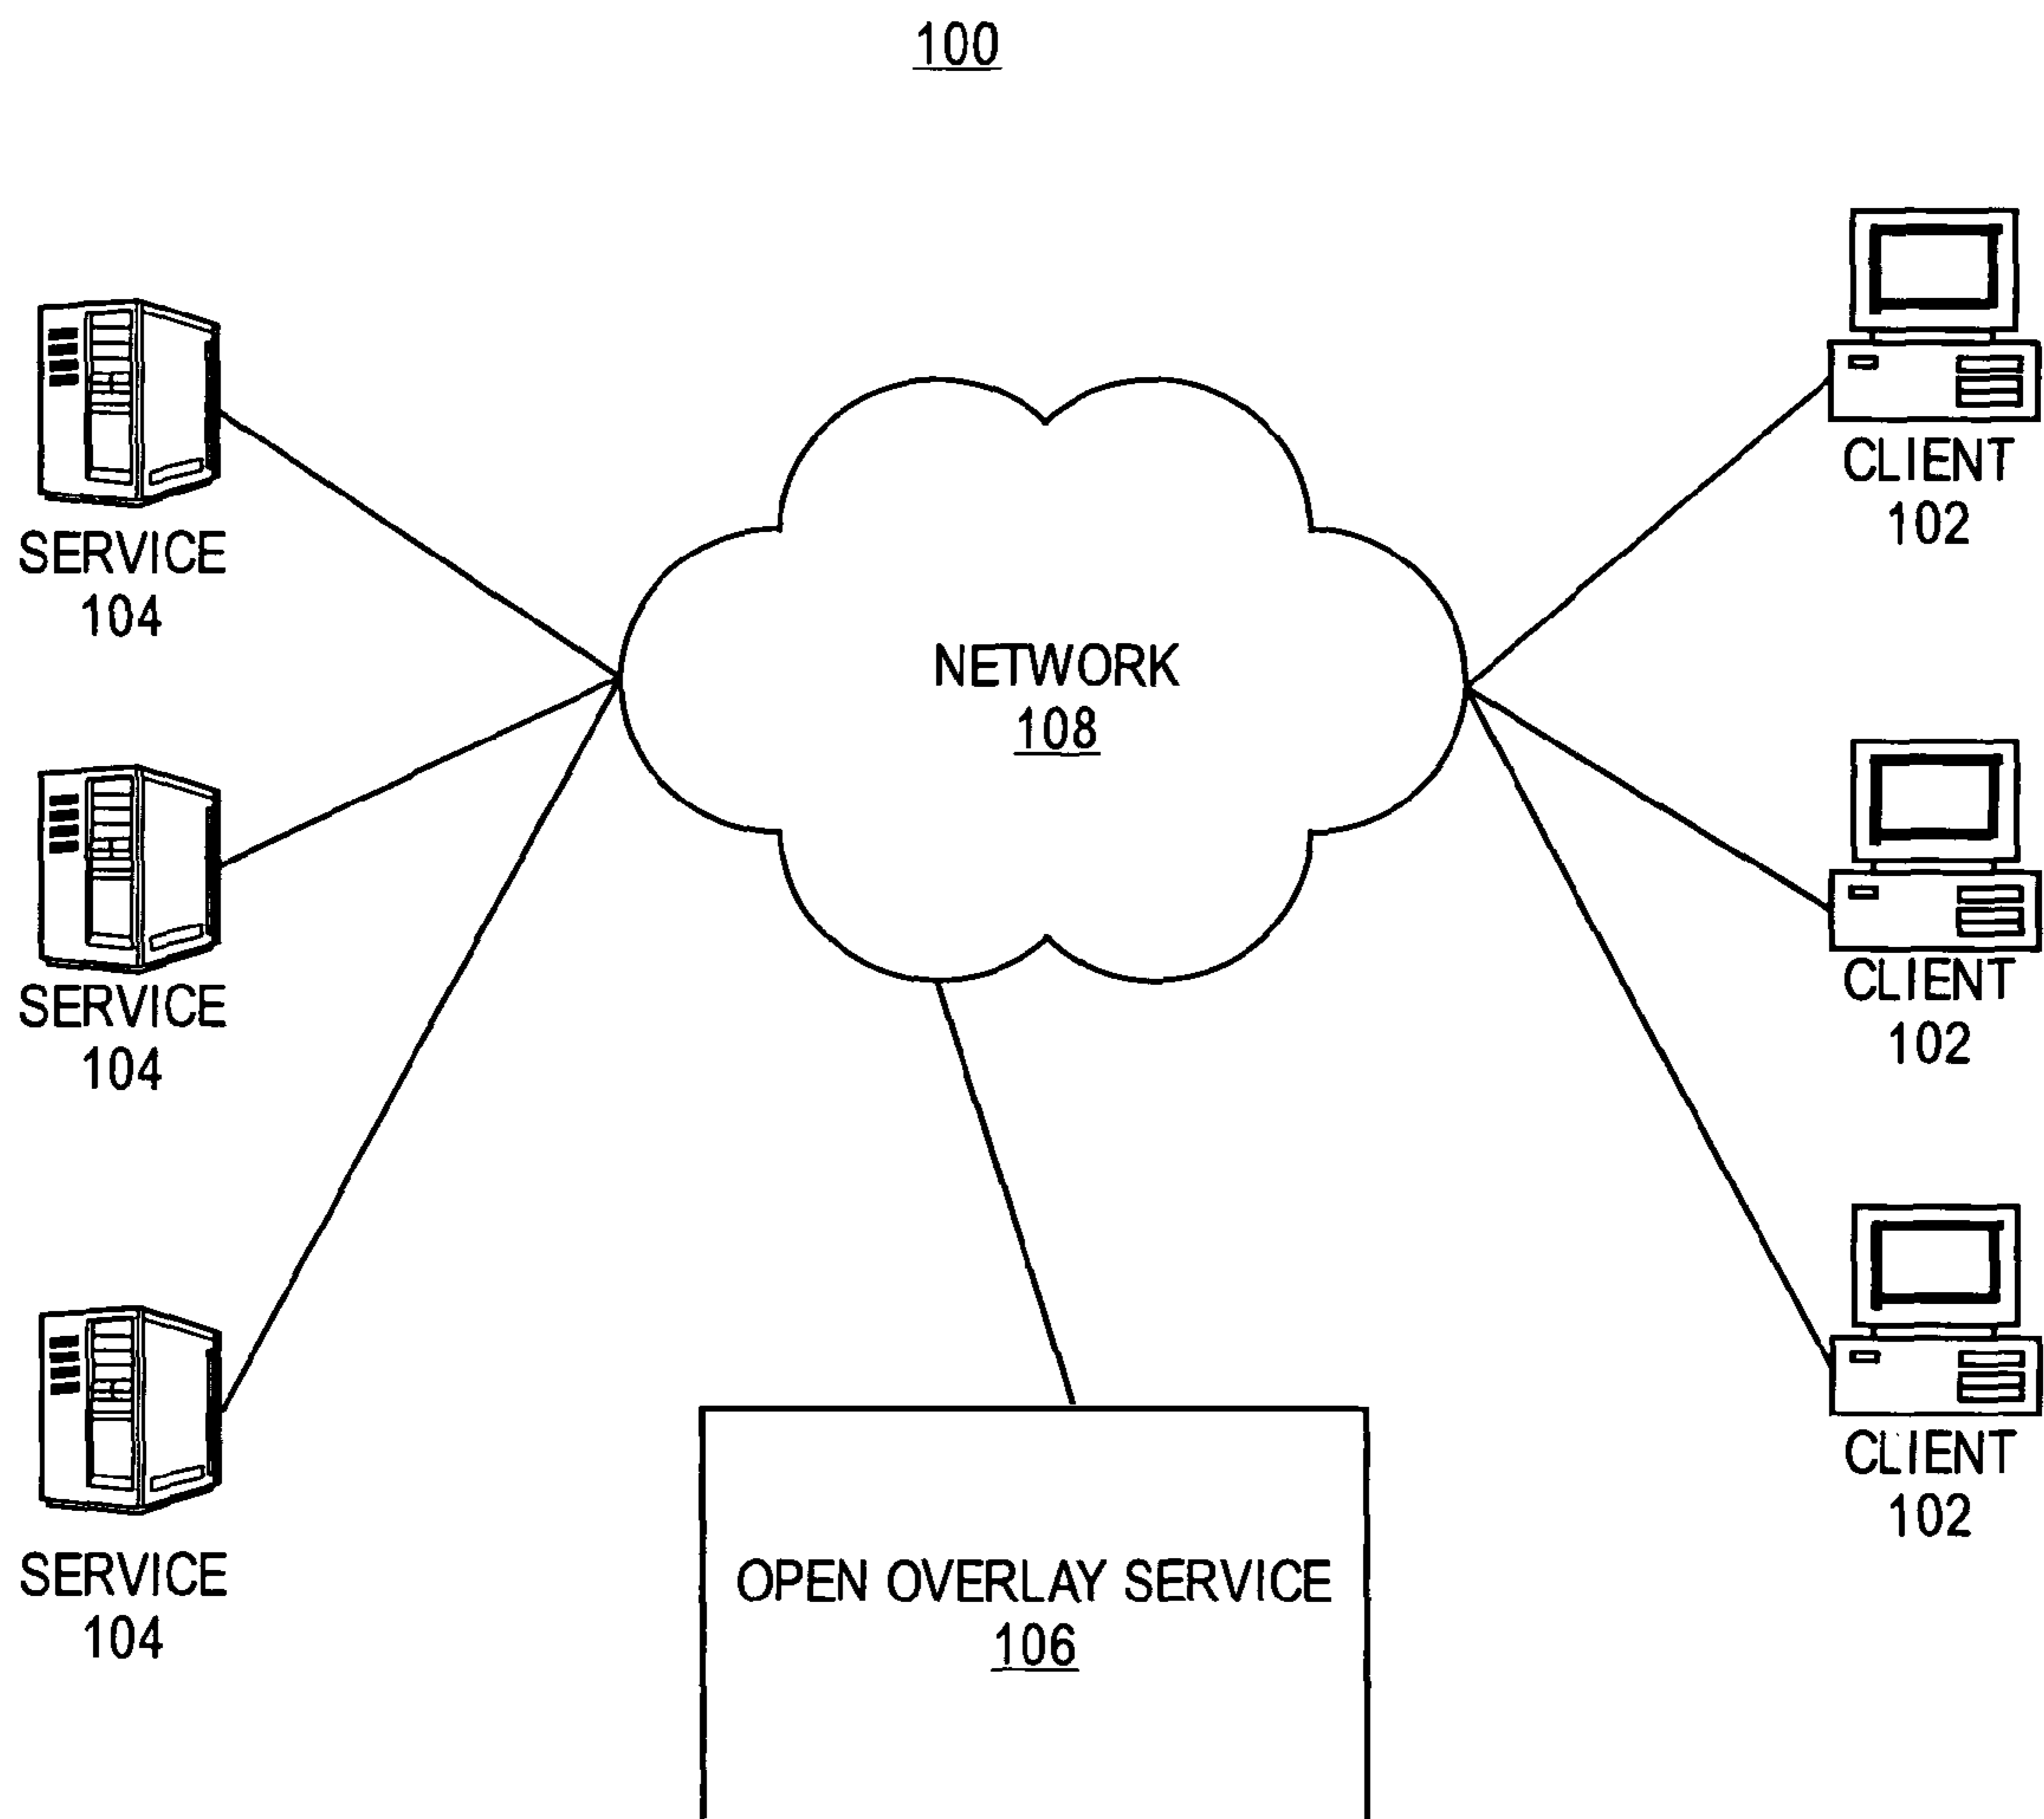 100
SERVICE
104
SERVICE
104
SERVICE
104
NETWORK
108
OPEN OVERLAY SERVICE
106
CLIENT
102
CLIENT
102
CLIENT
102